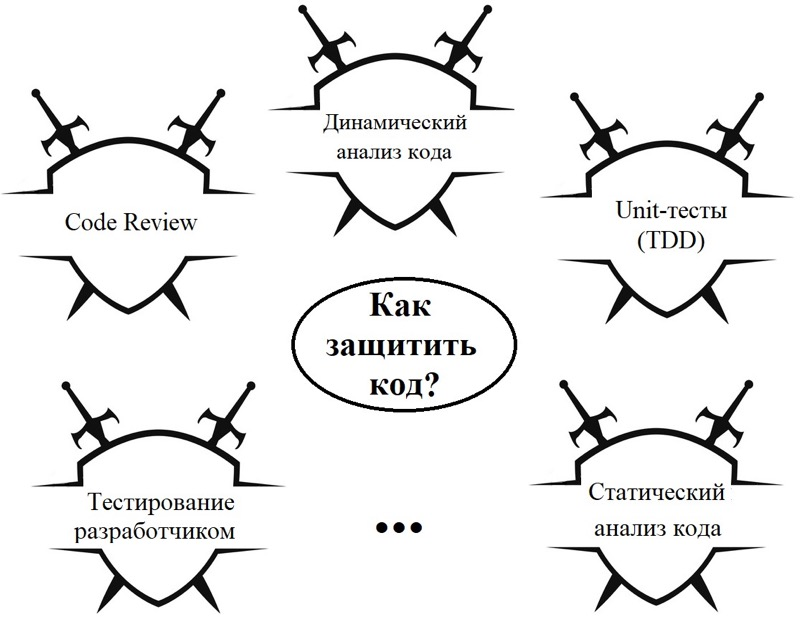 Динамический
анализ кода
Code Review
Unit-тесты
(TDD)
Как
защитить
код?
Тестирование
разработчиком
...
Статический
анализ кода